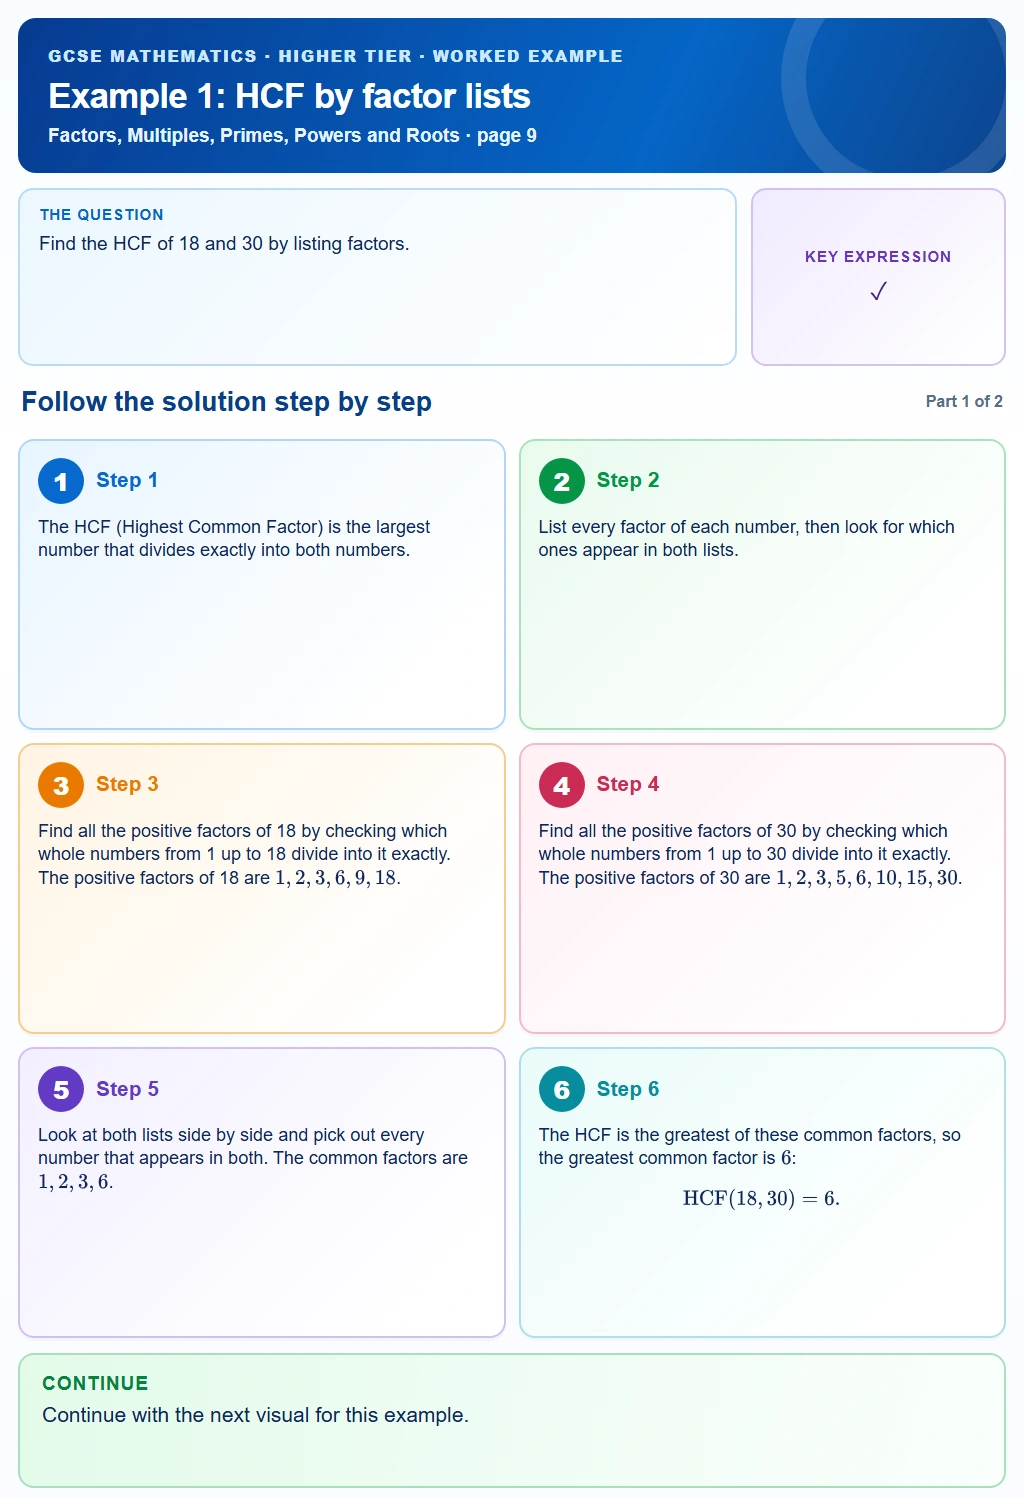 GCSE MATHEMATICS · HIGHER TIER · WORKED EXAMPLE
Example 1: HCF by factor lists
Factors, Multiples, Primes, Powers and Roots · page 9
THE QUESTION
Find the HCF of 18 and 30 by listing factors.
KEY EXPRESSION
✓
Follow the solution step by step
Part 1 of 2
1 Step 1
The HCF (Highest Common Factor) is the largest
number that divides exactly into both numbers.
2 Step 2
List every factor of each number, then look for which
ones appear in both lists.
3 Step 3
Find all the positive factors of 18 by checking which
whole numbers from 1 up to 18 divide into it exactly.
The positive factors of 18 are 1, 2, 3, 6, 9, 18.
4 Step 4
Find all the positive factors of 30 by checking which
whole numbers from 1 up to 30 divide into it exactly.
The positive factors of 30 are 1, 2, 3, 5, 6, 10, 15, 30.
5 Step 5
Look at both lists side by side and pick out every
number that appears in both. The common factors are
1, 2, 3, 6.
6 Step 6
The HCF is the greatest of these common factors, so
the greatest common factor is 6:
HCF(18, 30) = 6.
CONTINUE
Continue with the next visual for this example.